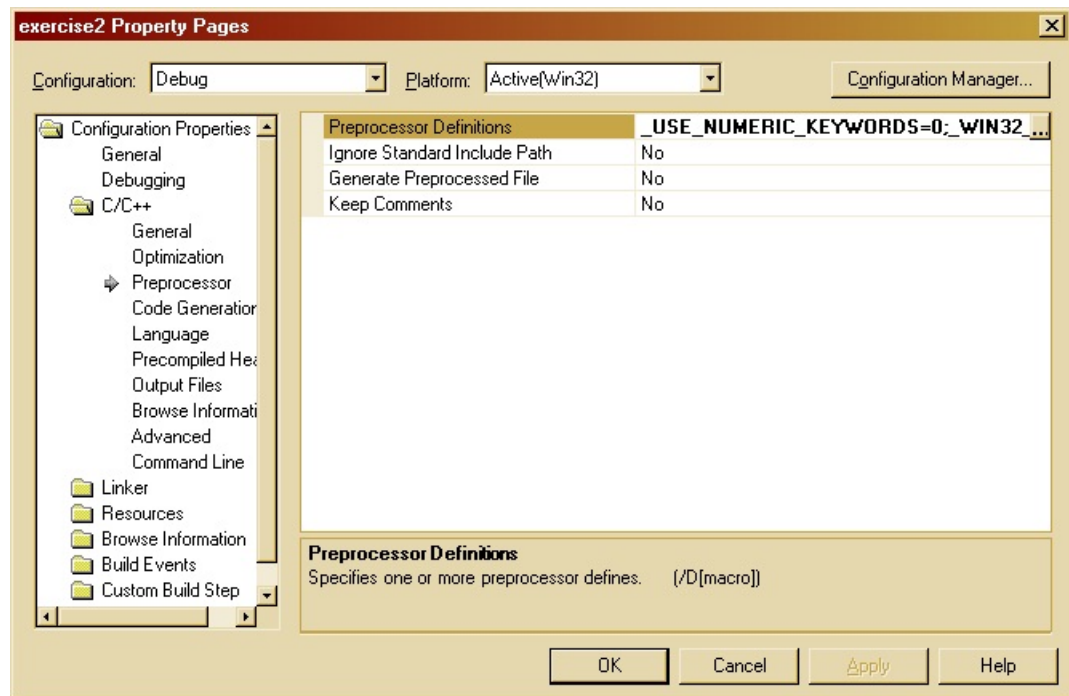 exercise2 Property Pages
Configuration: Debug Platform: Active(Win32) Configuration Manager...
Configuration Properties
General
Debugging
C/C++
General
Optimization
Preprocessor
Code Generation
Language
Precompiled Hea
Output Files
Browse Informati
Advanced
Command Line
Linker
Resources
Browse Information
Build Events
Custom Build Step
Preprocessor Definitions _USE_NUMERIC_KEYWORDS=0;_WIN32_ ...
Ignore Standard Include Path No
Generate Preprocessed File No
Keep Comments No
Preprocessor Definitions
Specifies one or more preprocessor defines. (/D[macro])
OK Cancel Apply Help